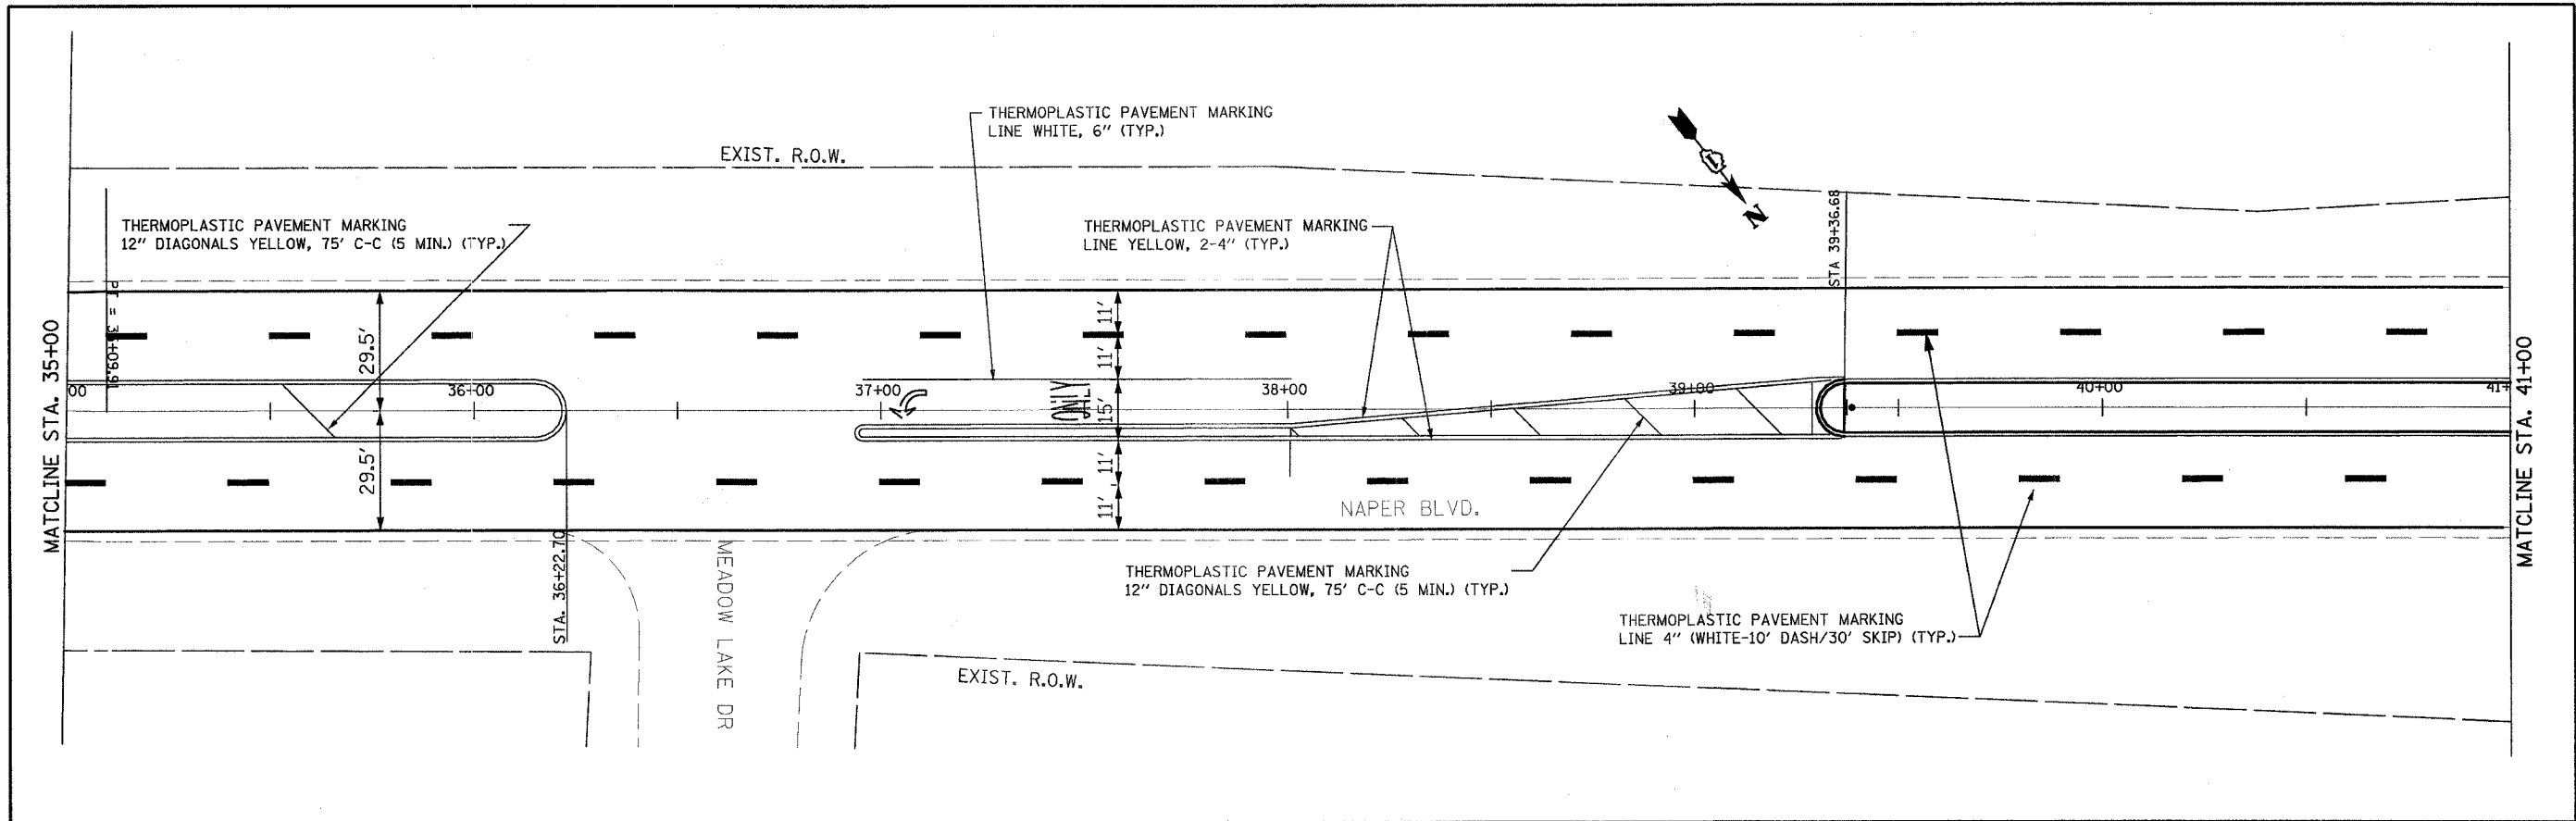 THERMOPLASTIC PAVEMENT MARKING
LINE WHITE, 6" (TYP.)
EXIST. R.O.W.
N
THERMOPLASTIC PAVEMENT MARKING
12" DIAGONALS YELLOW, 75' C-C (5 MIN.) (TYP.)
THERMOPLASTIC PAVEMENT MARKING
LINE YELLOW, 2-4" (TYP.)
STA 39+36.68
MATCLINE STA. 35+00
29.5'
29.5'
11'
11'
15'
11'
11'
00
36+00
37+00
ONLY
38+00
39+00
40+00
41+
MATCLINE STA. 41+00
NAPER BLVD.
STA. 36+22.70
MEADOW LAKE DR
THERMOPLASTIC PAVEMENT MARKING
12" DIAGONALS YELLOW, 75' C-C (5 MIN.) (TYP.)
THERMOPLASTIC PAVEMENT MARKING
LINE 4" (WHITE-10' DASH/30' SKIP) (TYP.)
EXIST. R.O.W.